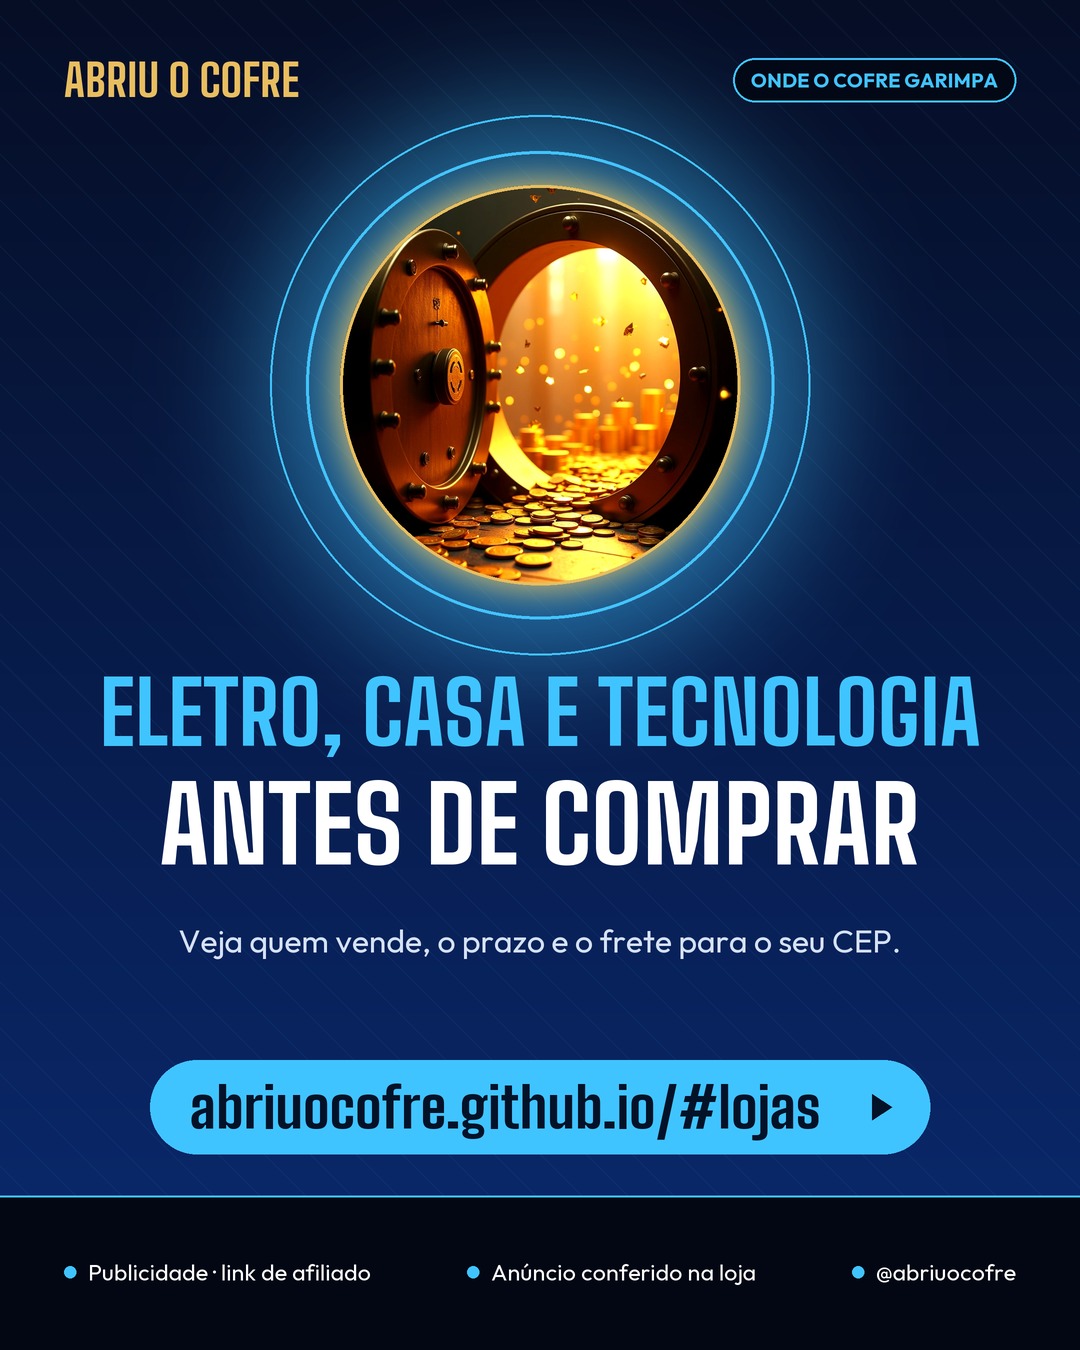 ABRIU O COFRE
ONDE O COFRE GARIMPA
ELETRO, CASA E TECNOLOGIA
ANTES DE COMPRAR
Veja quem vende, o prazo e o frete para o seu CEP.
abriuocofre.github.io/#lojas
Publicidade · link de afiliado
Anúncio conferido na loja
@abriuocofre